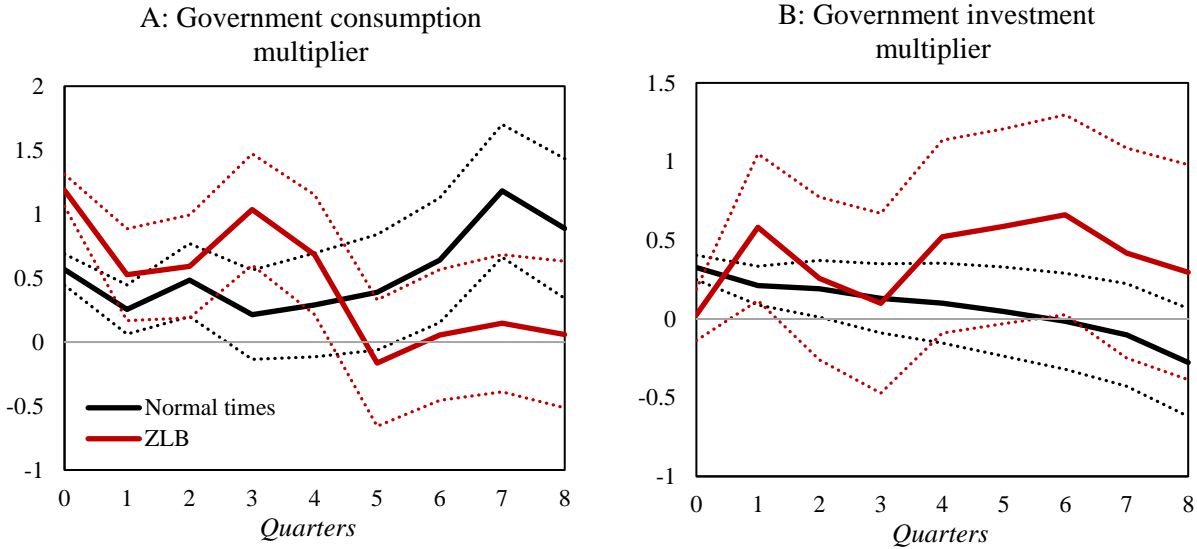 A: Government consumption
multiplier
2
1.5
1
0.5
0
-0.5
-1
Normal times
ZLB
0 1 2 3 4 5 6 7 8
Quarters
B: Government investment
multiplier
1.5
1
0.5
0
-0.5
-1
0 1 2 3 4 5 6 7 8
Quarters